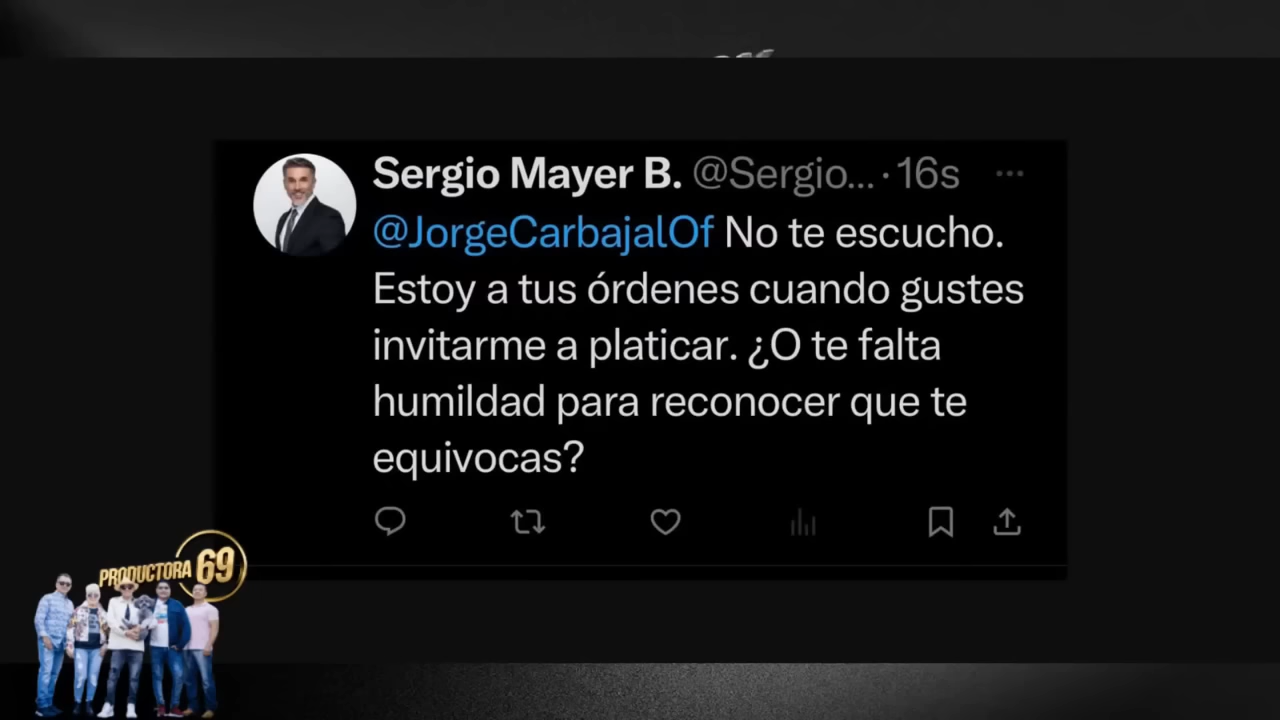 Sergio Mayer B. @Sergio... · 16s
@JorgeCarbajalOf No te escucho.
Estoy a tus órdenes cuando gustes
invitarme a platicar. ¿O te falta
humildad para reconocer que te
equivocas?
PRODUCTORA 69